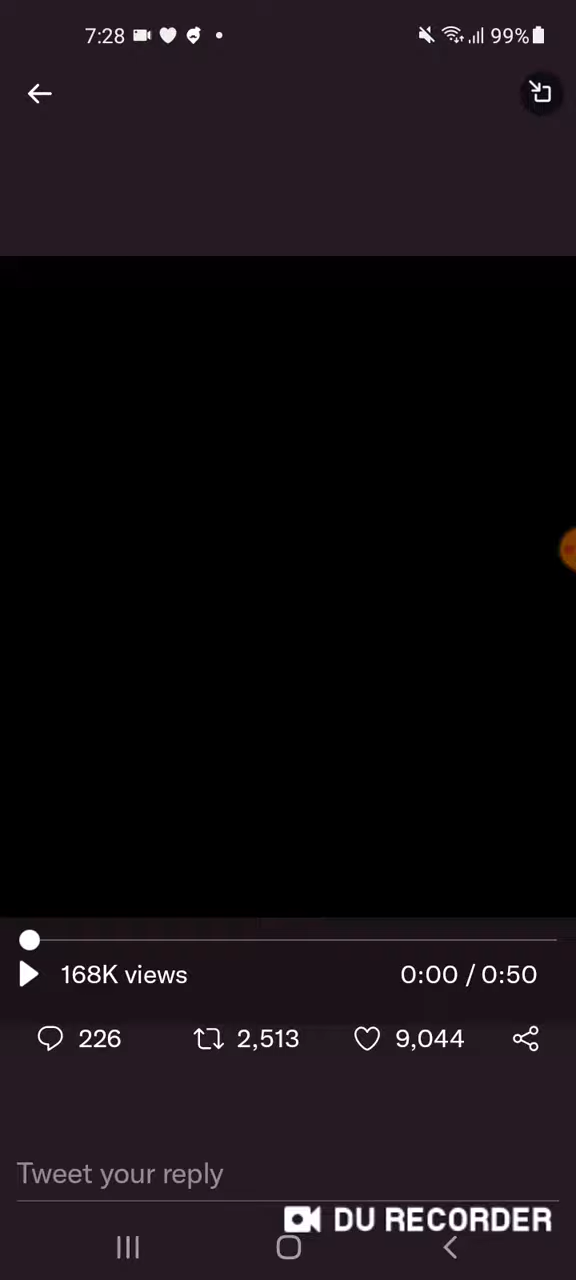 7:28 99%
168K views 0:00 / 0:50
226 2,513 9,044
Tweet your reply
DU RECORDER